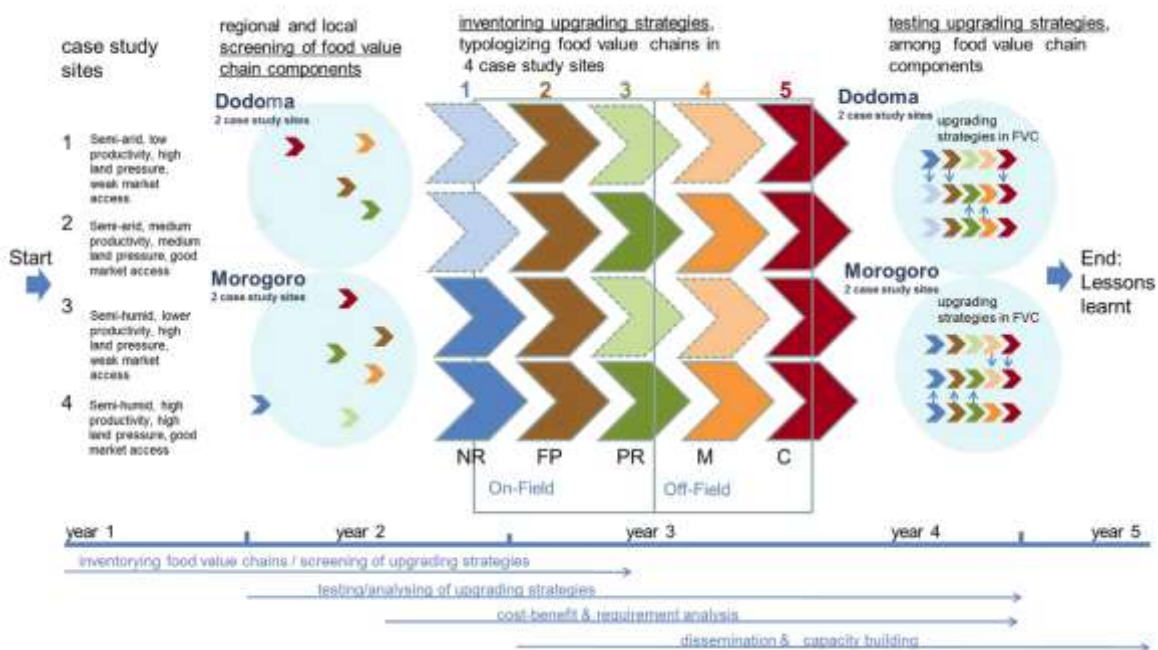 case study
sites
regional and local
screening of food value
chain components
inventoring upgrading strategies,
typologizing food value chains in
4 case study sites
testing upgrading strategies,
among food value chain
components
1
2
3
4
5
Dodoma
2 case study sites
Dodoma
2 case study sites
upgrading
strategies in FVC
1
Semi-arid, low
productivity, high
land pressure,
weak market
access
2
Semi-arid, medium
productivity, medium
land pressure, good
market access
Start
Morogoro
2 case study sites
Morogoro
2 case study sites
upgrading
strategies in FVC
End:
Lessons
learnt
3
Semi-humid, lower
productivity, high
land pressure,
weak market
access
4
Semi-humid, high
productivity, high
land pressure, good
market access
NR
FP
PR
M
C
On-Field
Off-Field
year 1
year 2
year 3
year 4
year 5
inventorying food value chains / screening of upgrading strategies
testing/analysing of upgrading strategies
cost-benefit & requirement analysis
dissemination & capacity building